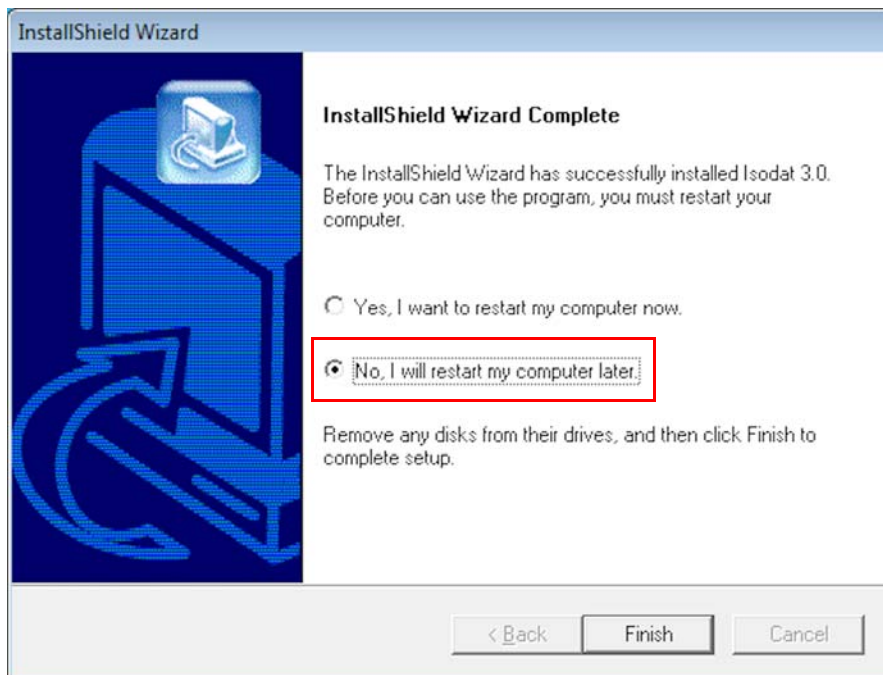 InstallShield Wizard
InstallShield Wizard Complete
The InstallShield Wizard has successfully installed Isodat 3.0.
Before you can use the program, you must restart your
computer.
Yes, I want to restart my computer now.
No, I will restart my computer later.
Remove any disks from their drives, and then click Finish to
complete setup.
< Back
Finish
Cancel